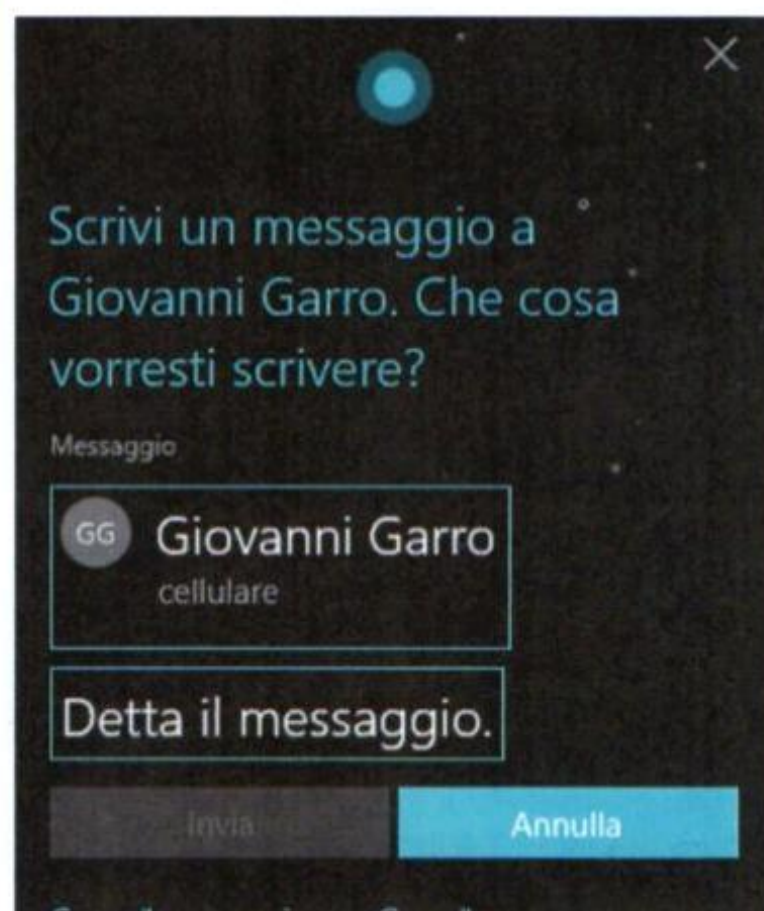 Scrivi un messaggio a
Giovanni Garro. Che cosa
vorresti scrivere?
Messaggio
GG Giovanni Garro
cellulare
Detta il messaggio.
Invia Annulla